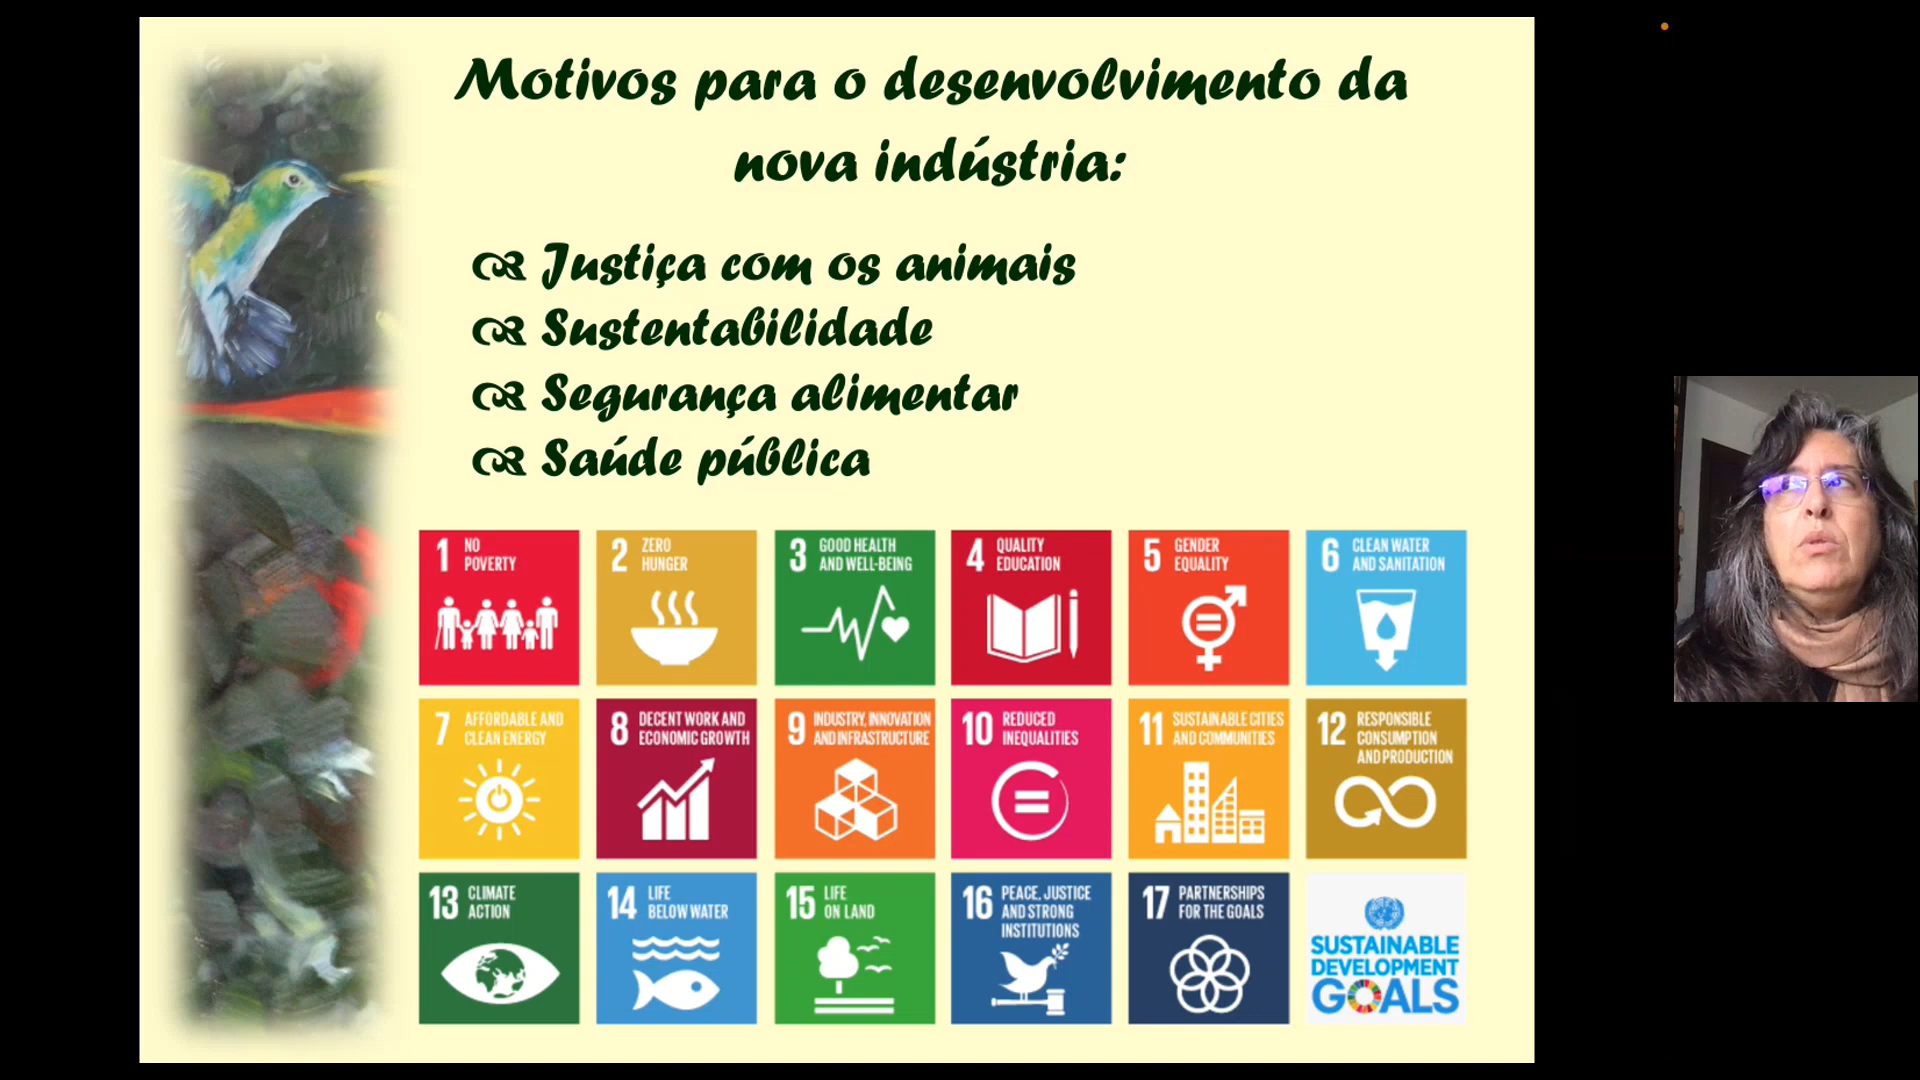 Motivos para o desenvolvimento da
nova indústria:
Justiça com os animais
Sustentabilidade
Segurança alimentar
Saúde pública
1 NO
POVERTY
2 ZERO
HUNGER
3 GOOD HEALTH
AND WELL-BEING
4 QUALITY
EDUCATION
5 GENDER
EQUALITY
6 CLEAN WATER
AND SANITATION
7 AFFORDABLE AND
CLEAN ENERGY
8 DECENT WORK AND
ECONOMIC GROWTH
9 INDUSTRY, INNOVATION
AND INFRASTRUCTURE
10 REDUCED
INEQUALITIES
11 SUSTAINABLE CITIES
AND COMMUNITIES
12 RESPONSIBLE
CONSUMPTION
AND PRODUCTION
13 CLIMATE
ACTION
14 LIFE
BELOW WATER
15 LIFE
ON LAND
16 PEACE, JUSTICE
AND STRONG
INSTITUTIONS
17 PARTNERSHIPS
FOR THE GOALS
SUSTAINABLE
DEVELOPMENT
GOALS